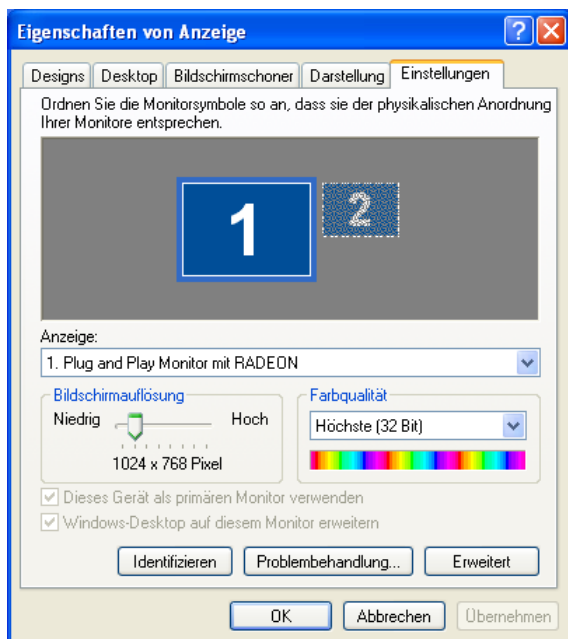 Eigenschaften von Anzeige
?
Designs Desktop Bildschirmschoner Darstellung Einstellungen
Ordnen Sie die Monitorsymbole so an, dass sie der physikalischen Anordnung
Ihrer Monitore entsprechen.
1 2
Anzeige:
1. Plug and Play Monitor mit RADEON
Bildschirmauflösung Farbqualität
Niedrig Hoch Höchste (32 Bit)
1024 x 768 Pixel
Dieses Gerät als primären Monitor verwenden
Windows-Desktop auf diesem Monitor erweitern
Identifizieren Problembehandlung... Erweitert
OK Abbrechen Übernehmen